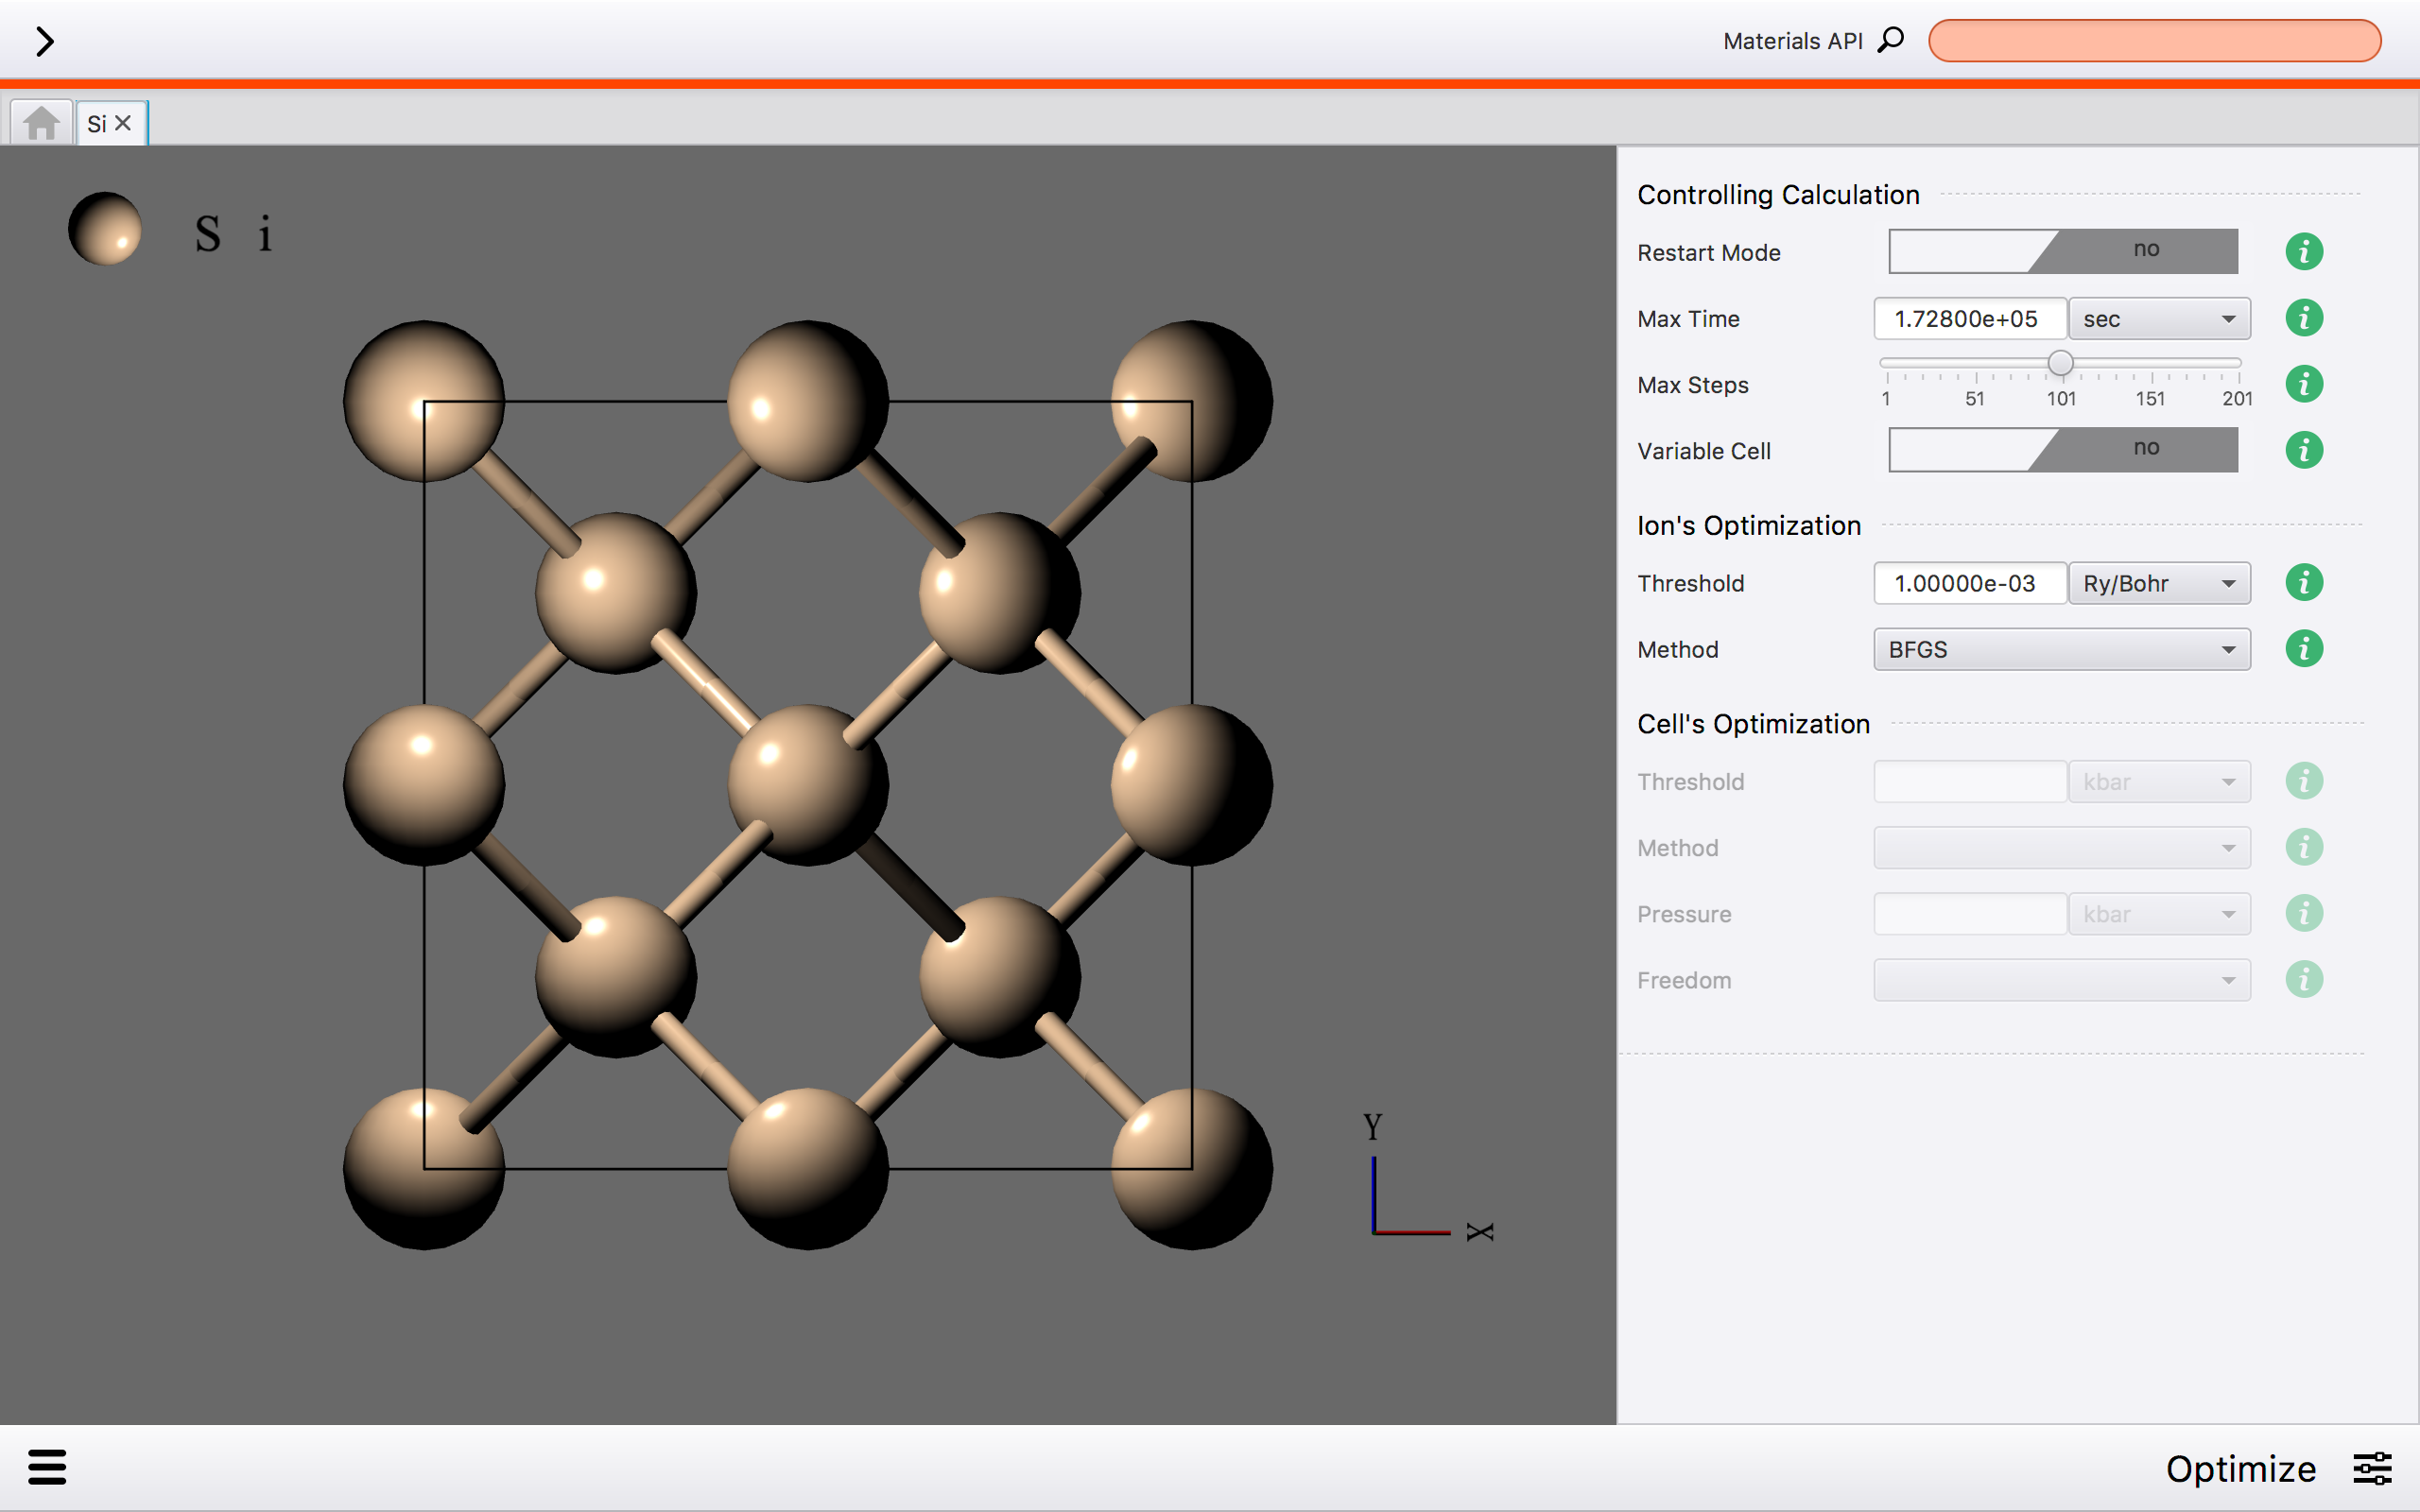 Materials API
Si
S i
Controlling Calculation
Restart Mode no
Max Time 1.72800e+05 sec
Max Steps 1 51 101 151 201
Variable Cell no
Ion's Optimization
Threshold 1.00000e-03 Ry/Bohr
Method BFGS
Cell's Optimization
Threshold kbar
Method
Pressure kbar
Freedom
Y
X
Optimize